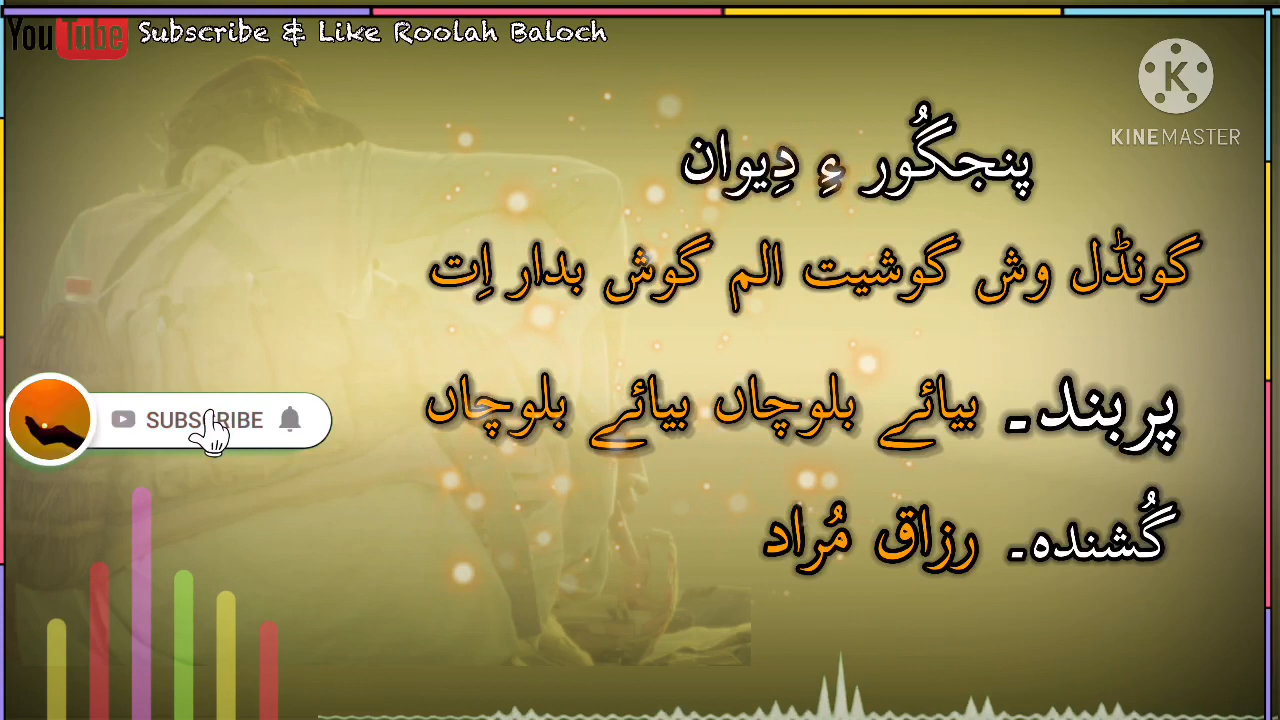 YouTube Subscribe & Like Roolah Baloch
K
KINEMASTER
پنجگُور ءِ دِیوان
گونڈل وش گوشیت الم گوش بدار اِت
پربند۔ بیائے بلوچاں بیائے بلوچاں
SUBSCRIBE
گُشندہ۔ رزاق مُراد